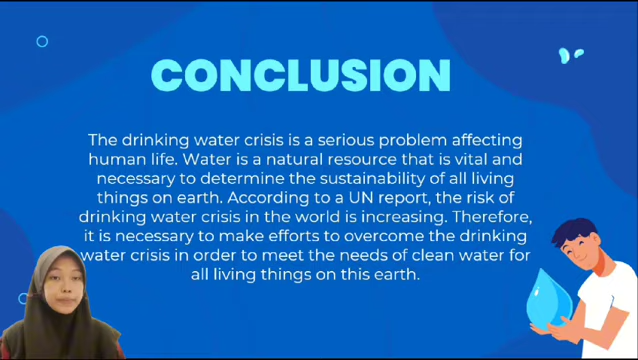 CONCLUSION
The drinking water crisis is a serious problem affecting
human life. Water is a natural resource that is vital and
necessary to determine the sustainability of all living
things on earth. According to a UN report, the risk of
drinking water crisis in the world is increasing. Therefore,
it is necessary to make efforts to overcome the drinking
water crisis in order to meet the needs of clean water for
all living things on this earth.